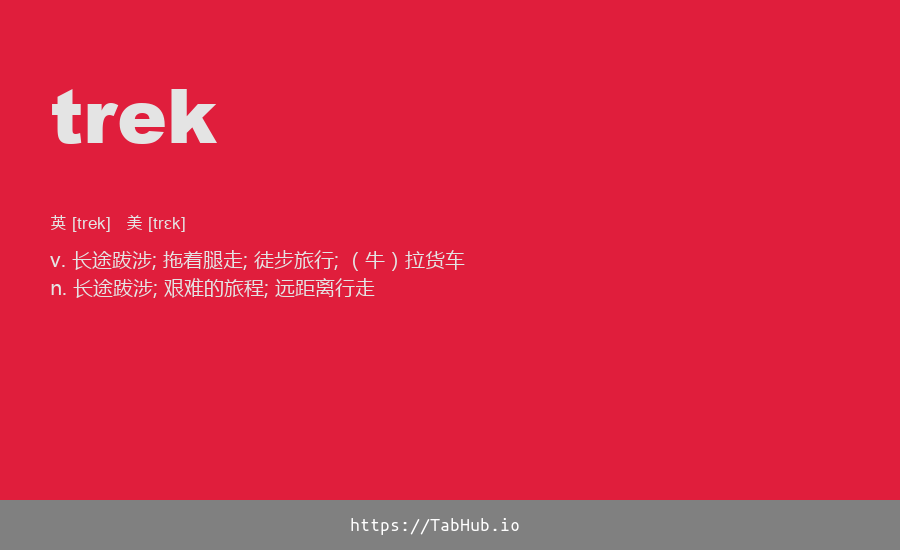 trek
英 [trek] 美 [trɛk]
v. 长途跋涉; 拖着腿走; 徒步旅行; （牛）拉货车
n. 长途跋涉; 艰难的旅程; 远距离行走
https://TabHub.io